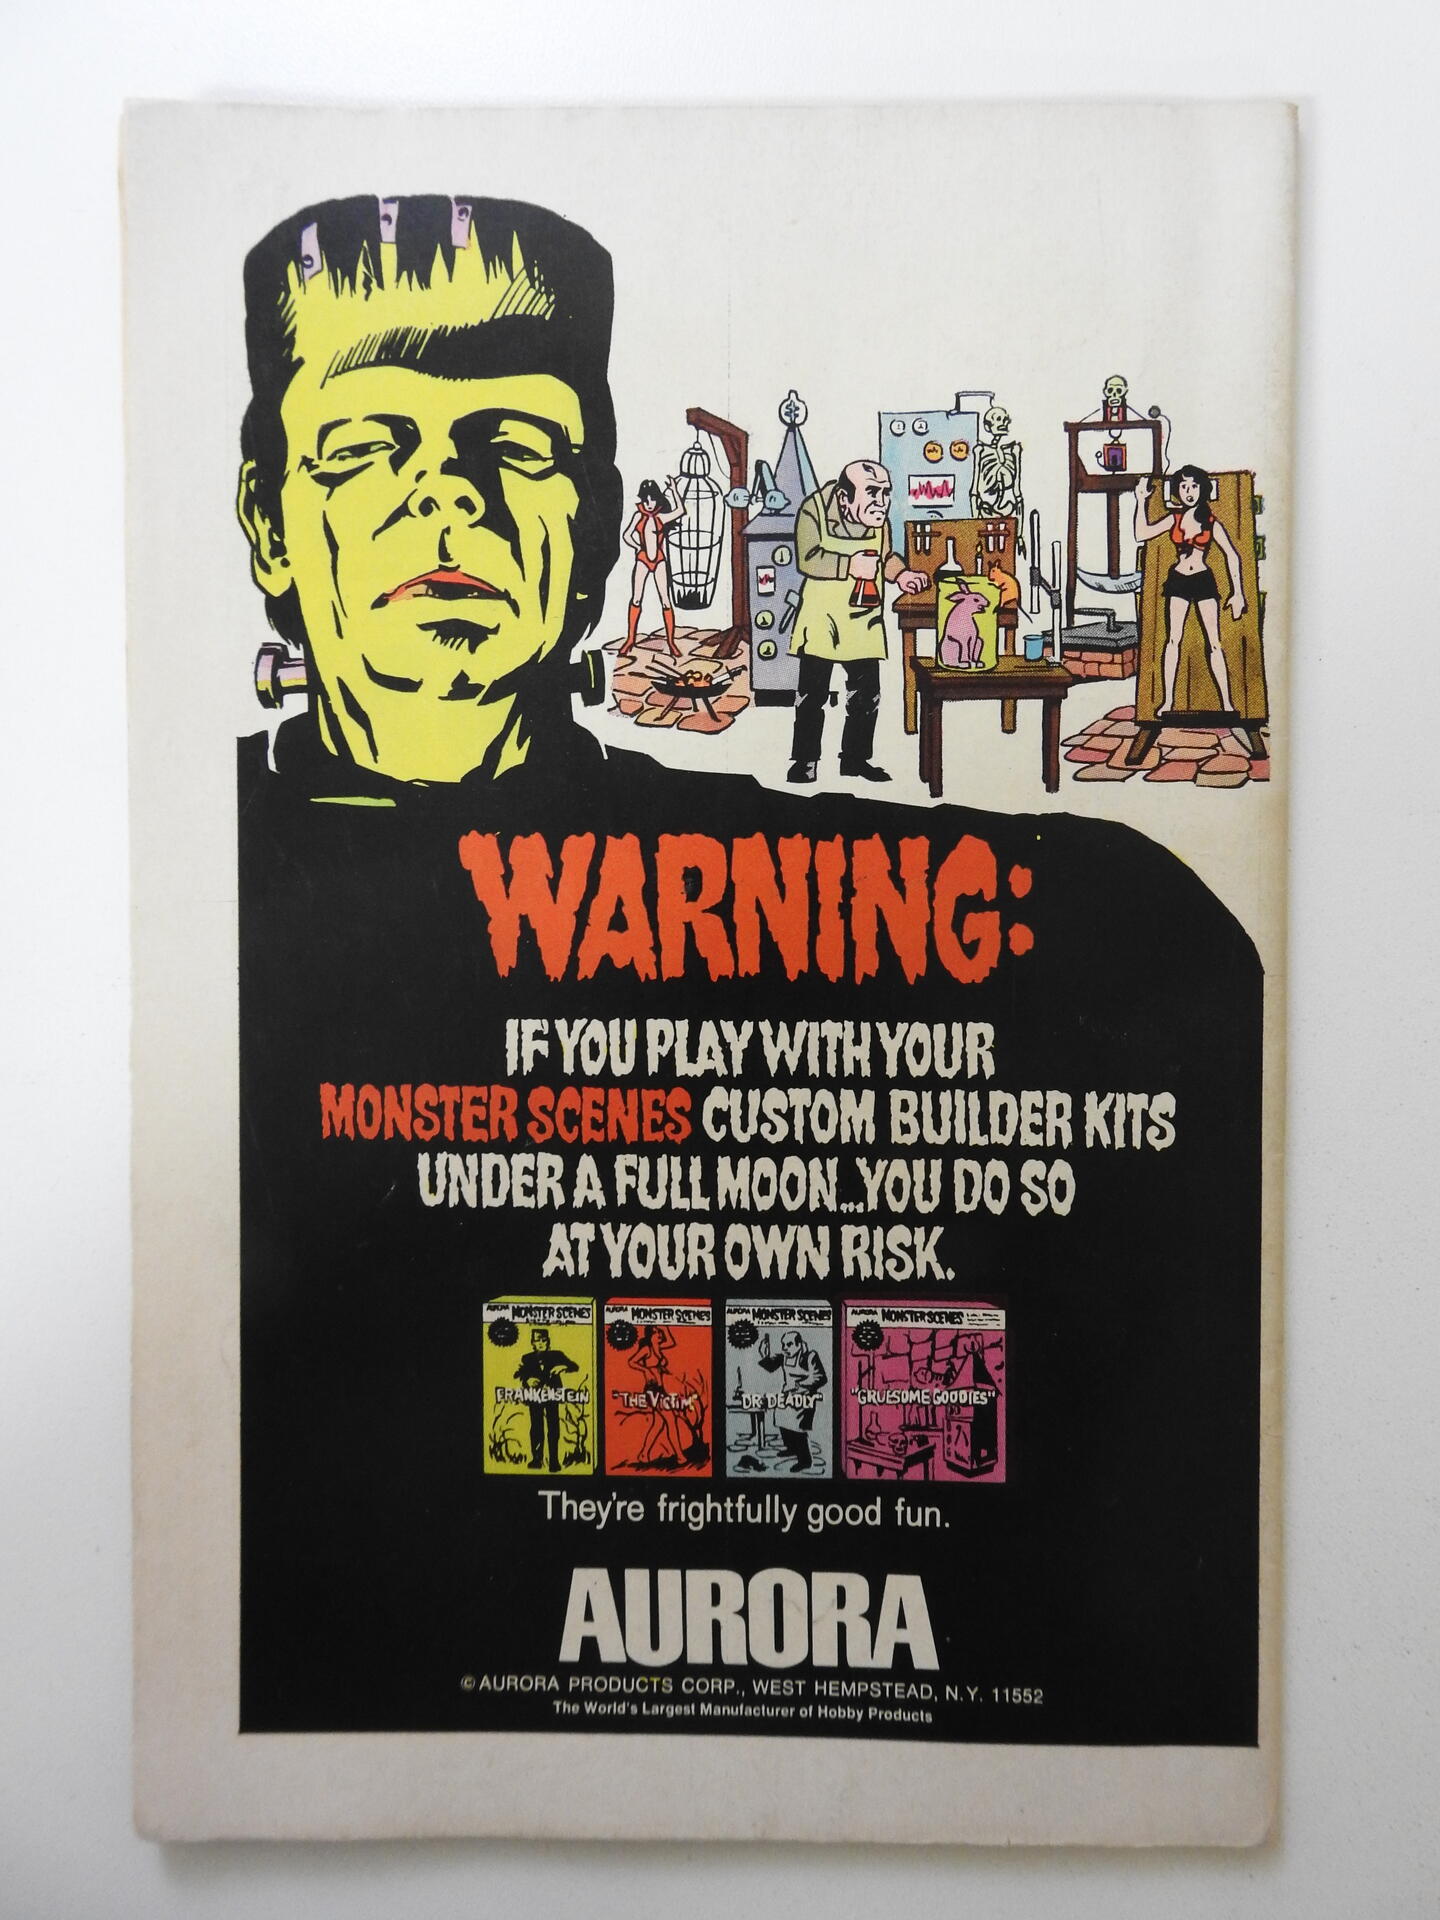 WARNING:
IF YOU PLAY WITH YOUR
MONSTER SCENES CUSTOM BUILDER KITS
UNDER A FULL MOON...YOU DO SO
AT YOUR OWN RISK.
AURORA MONSTER SCENES
FRANKENSTEIN
AURORA MONSTER SCENES
"THE VICTIM"
AURORA MONSTER SCENES
DR. DEADLY"
AURORA MONSTER SCENES
"GRUESOME GOODIES"
They're frightfully good fun.
AURORA
© AURORA PRODUCTS CORP., WEST HEMPSTEAD, N.Y. 11552
The World's Largest Manufacturer of Hobby Products